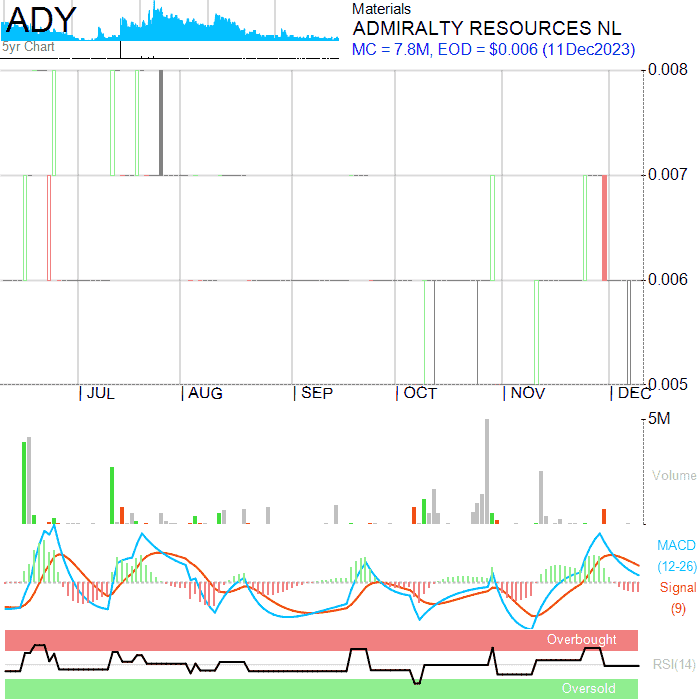 ADY
5yr Chart
Materials
ADMIRALTY RESOURCES NL
MC = 7.8M, EOD = $0.006 (11Dec2023)
0.008
0.007
0.006
0.005
JUL AUG SEP OCT NOV DEC
5M
Volume
MACD
(12-26)
Signal
(9)
Overbought
RSI(14)
Oversold